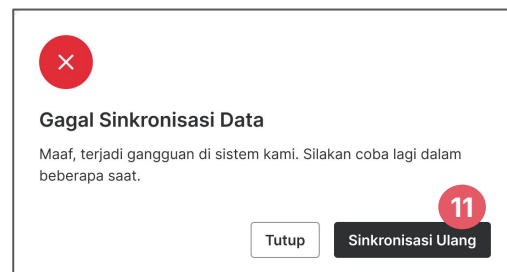 Gagal Sinkronisasi Data
Maaf, terjadi gangguan di sistem kami. Silakan coba lagi dalam
beberapa saat.
11
Tutup
Sinkronisasi Ulang